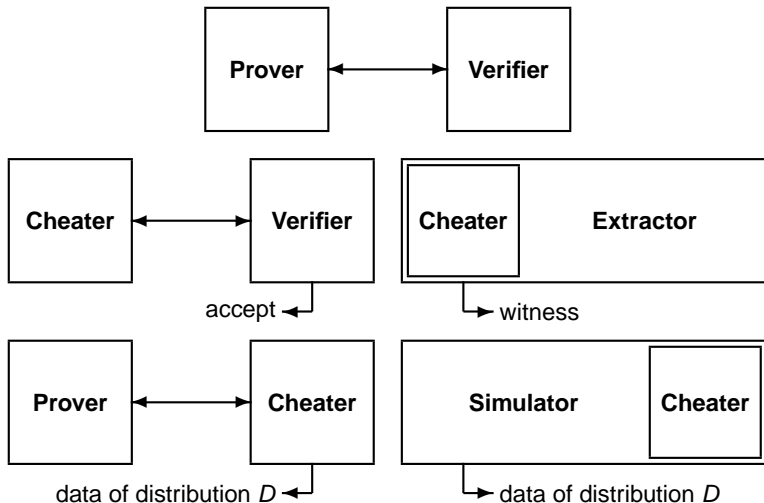 Prover Verifier
Cheater Verifier Cheater Extractor
accept witness
Prover Cheater Simulator Cheater
data of distribution D data of distribution D